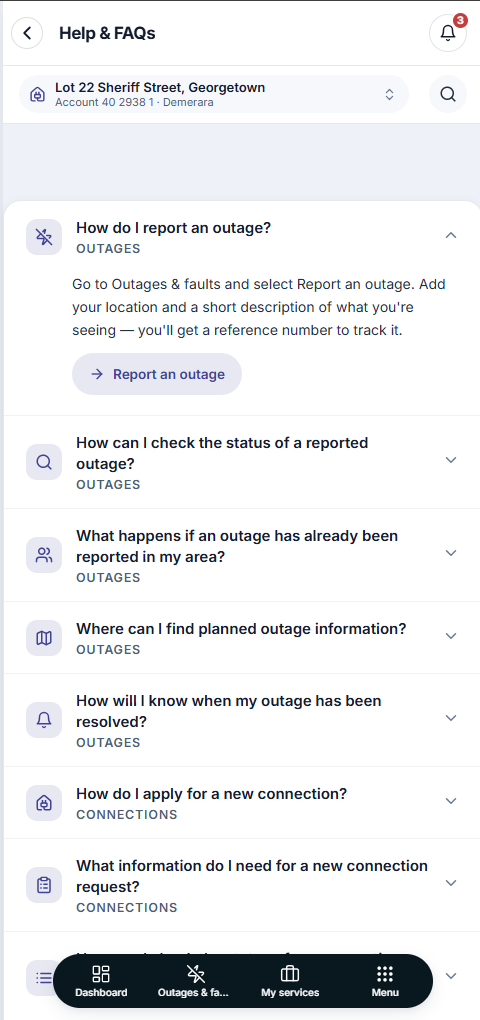 Help & FAQs
3
Lot 22 Sheriff Street, Georgetown
Account 40 2938 1 · Demerara
How do I report an outage?
OUTAGES
Go to Outages & faults and select Report an outage. Add
your location and a short description of what you're
seeing — you'll get a reference number to track it.
Report an outage
How can I check the status of a reported
outage?
OUTAGES
What happens if an outage has already been
reported in my area?
OUTAGES
Where can I find planned outage information?
OUTAGES
How will I know when my outage has been
resolved?
OUTAGES
How do I apply for a new connection?
CONNECTIONS
What information do I need for a new connection
request?
CONNECTIONS
Dashboard
Outages & fa...
My services
Menu